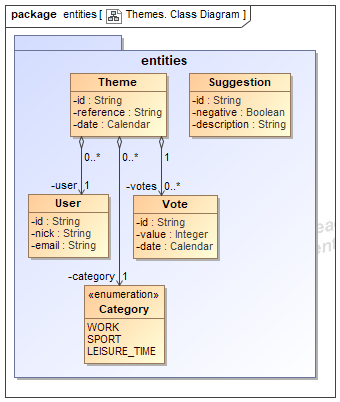 package entities [ Themes. Class Diagram ]
entities
Theme
-id : String
-reference : String
-date : Calendar
Suggestion
-id : String
-negative : Boolean
-description : String
0..*
0..*
1
-user
1
-votes
0..*
User
-id : String
-nick : String
-email : String
Vote
-id : String
-value : Integer
-date : Calendar
-category
1
«enumeration»
Category
WORK
SPORT
LEISURE_TIME